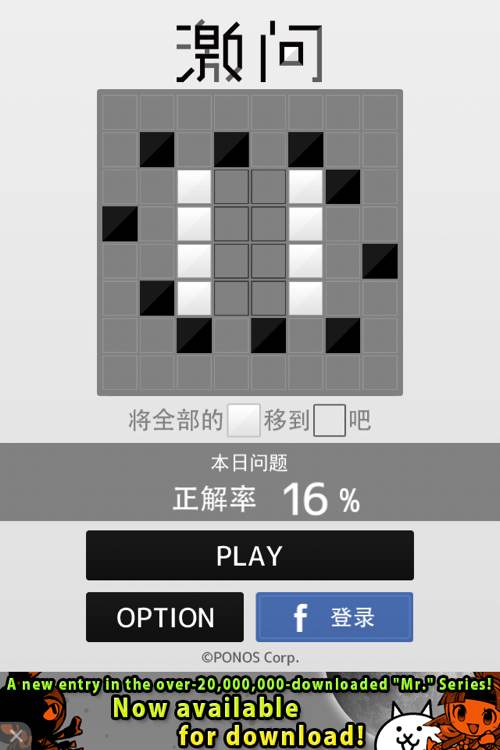 激问
将全部的 移到 吧
本日问题
正解率 16 %
PLAY
OPTION
f 登录
©PONOS Corp.
A new entry in the over-20,000,000-downloaded "Mr." Series!
Now available
for download!